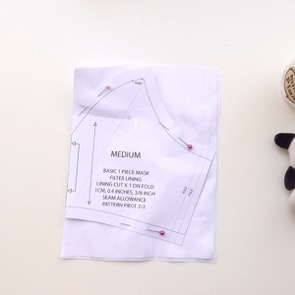 MEDIUM
BASIC 1 PIECE MASK
FILTER LINING
LINING CUT X 1 ON FOLD
1CM, 0.4 INCHES, 3/8 INCH
SEAM ALLOWANCE
PATTERN PIECE 2/2